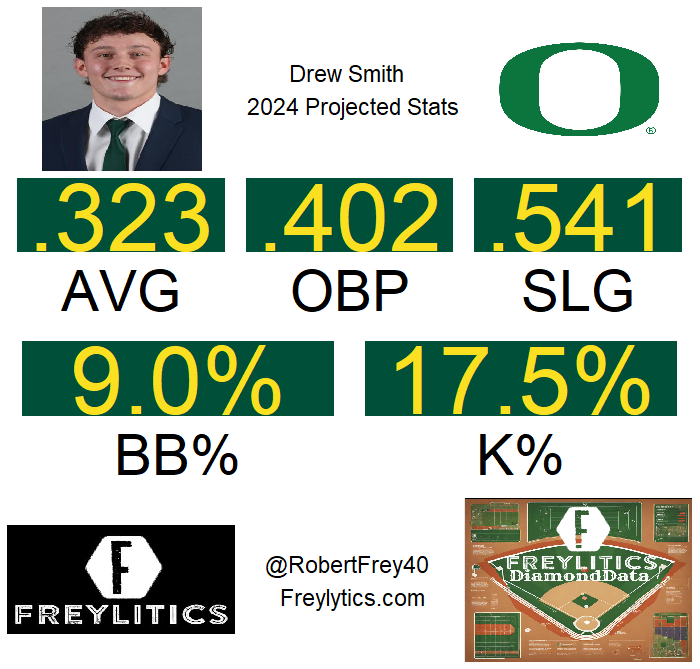 Drew Smith
2024 Projected Stats
O
®
.323 .402 .541
AVG OBP SLG
9.0% 17.5%
BB% K%
F
FREYLITICS
@RobertFrey40
Freylytics.com
F
FREYLITICS
DiamondData